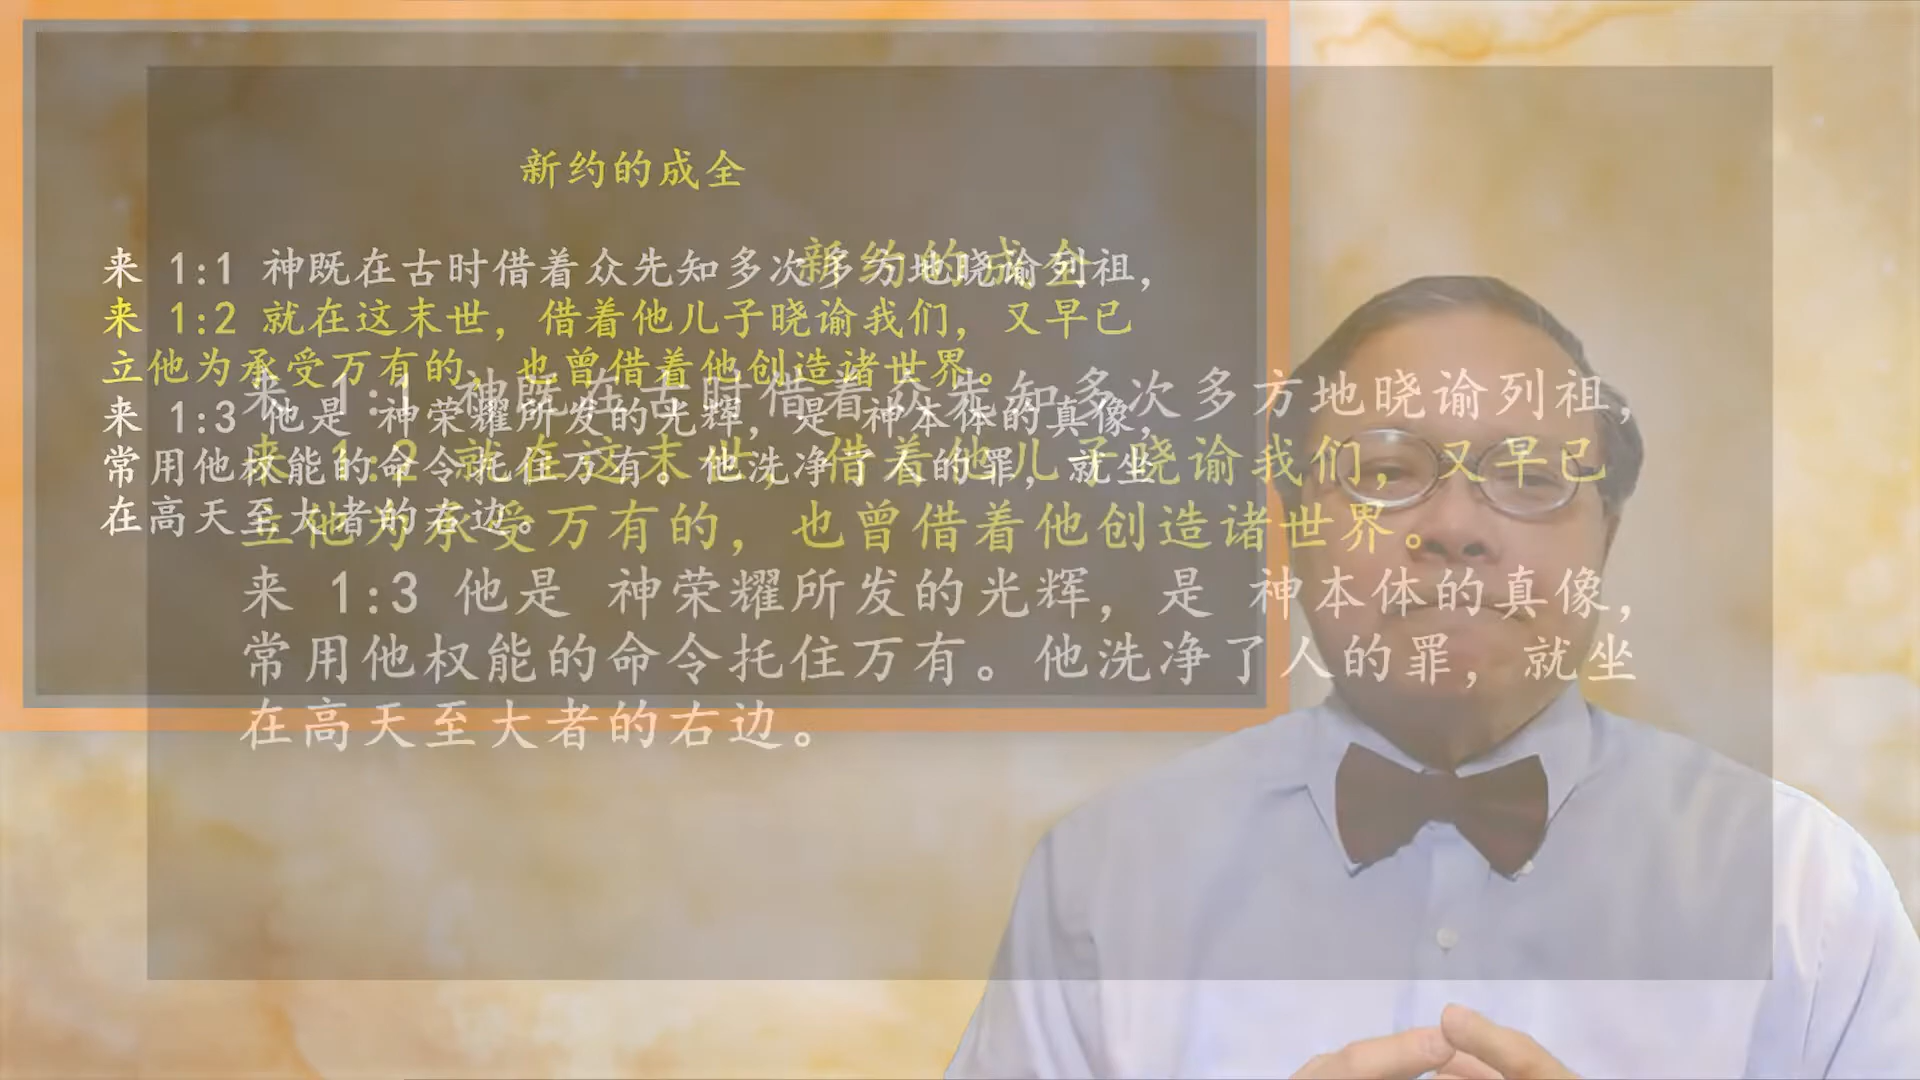 新约的成全
来 1:1 神既在古时借着众先知多次多方地晓谕列祖，
来 1:2 就在这末世，借着他儿子晓谕我们，又早已
立他为承受万有的，也曾借着他创造诸世界。
来 1:3 他是 神荣耀所发的光辉，是 神本体的真像，
常用他权能的命令托住万有。他洗净了人的罪，就坐
在高天至大者的右边。
新约的成全
来 1:1 神既在古时借着众先知多次多方地晓谕列祖，
来 1:2 就在这末世，借着他儿子晓谕我们，又早已
立他为承受万有的，也曾借着他创造诸世界。
来 1:3 他是 神荣耀所发的光辉，是 神本体的真像，
常用他权能的命令托住万有。他洗净了人的罪，就坐
在高天至大者的右边。